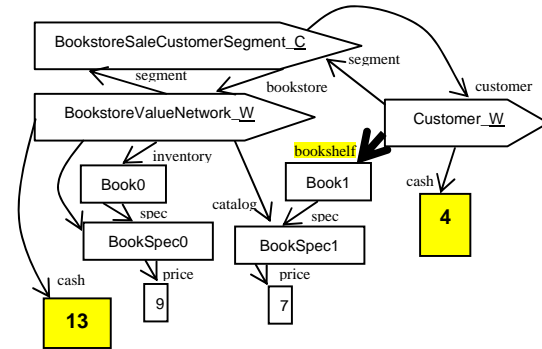 BookstoreSaleCustomerSegment_C
segment
bookstore
segment
customer
BookstoreValueNetwork_W
Customer_W
inventory
bookshelf
Book0
Book1
cash
spec
catalog
spec
4
BookSpec0
BookSpec1
cash
price
price
9
7
13